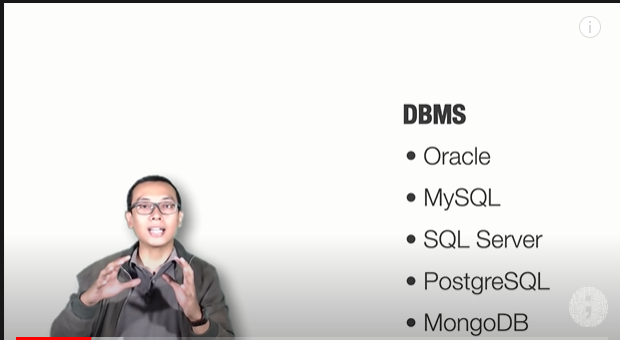 DBMS
• Oracle
• MySQL
• SQL Server
• PostgreSQL
• MongoDB